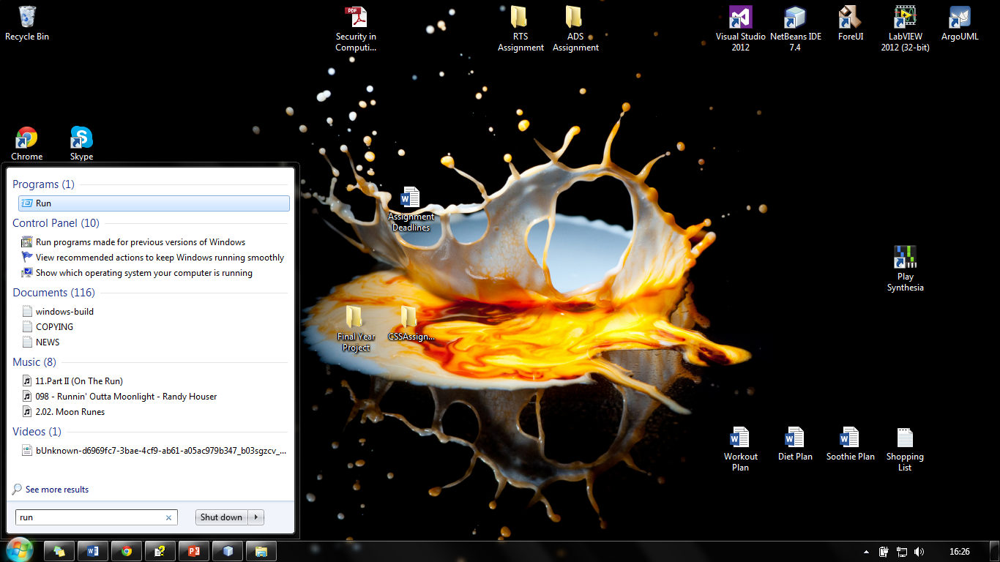 Recycle Bin
Security in
Computi...
RTS
Assignment
ADS
Assignment
Visual Studio
2012
NetBeans IDE
7.4
ForeUI
LabVIEW
2012 (32-bit)
ArgoUML
PDF
Chrome
Skype
Assignment
Deadlines
Play
Synthesia
Final Year
Project
CSSAssign...
Workout
Plan
Diet Plan
Soothie Plan
Shopping
List
Programs (1)
Run
Control Panel (10)
Run programs made for previous versions of Windows
View recommended actions to keep Windows running smoothly
Show which operating system your computer is running
Documents (116)
windows-build
COPYING
NEWS
Music (8)
11.Part II (On The Run)
098 - Runnin' Outta Moonlight - Randy Houser
2.02. Moon Runes
Videos (1)
bUnknown-d6969fc7-3bae-4cf9-ab61-a05ac979b347_b03sgzcv_...
See more results
run
Shut down
16:26